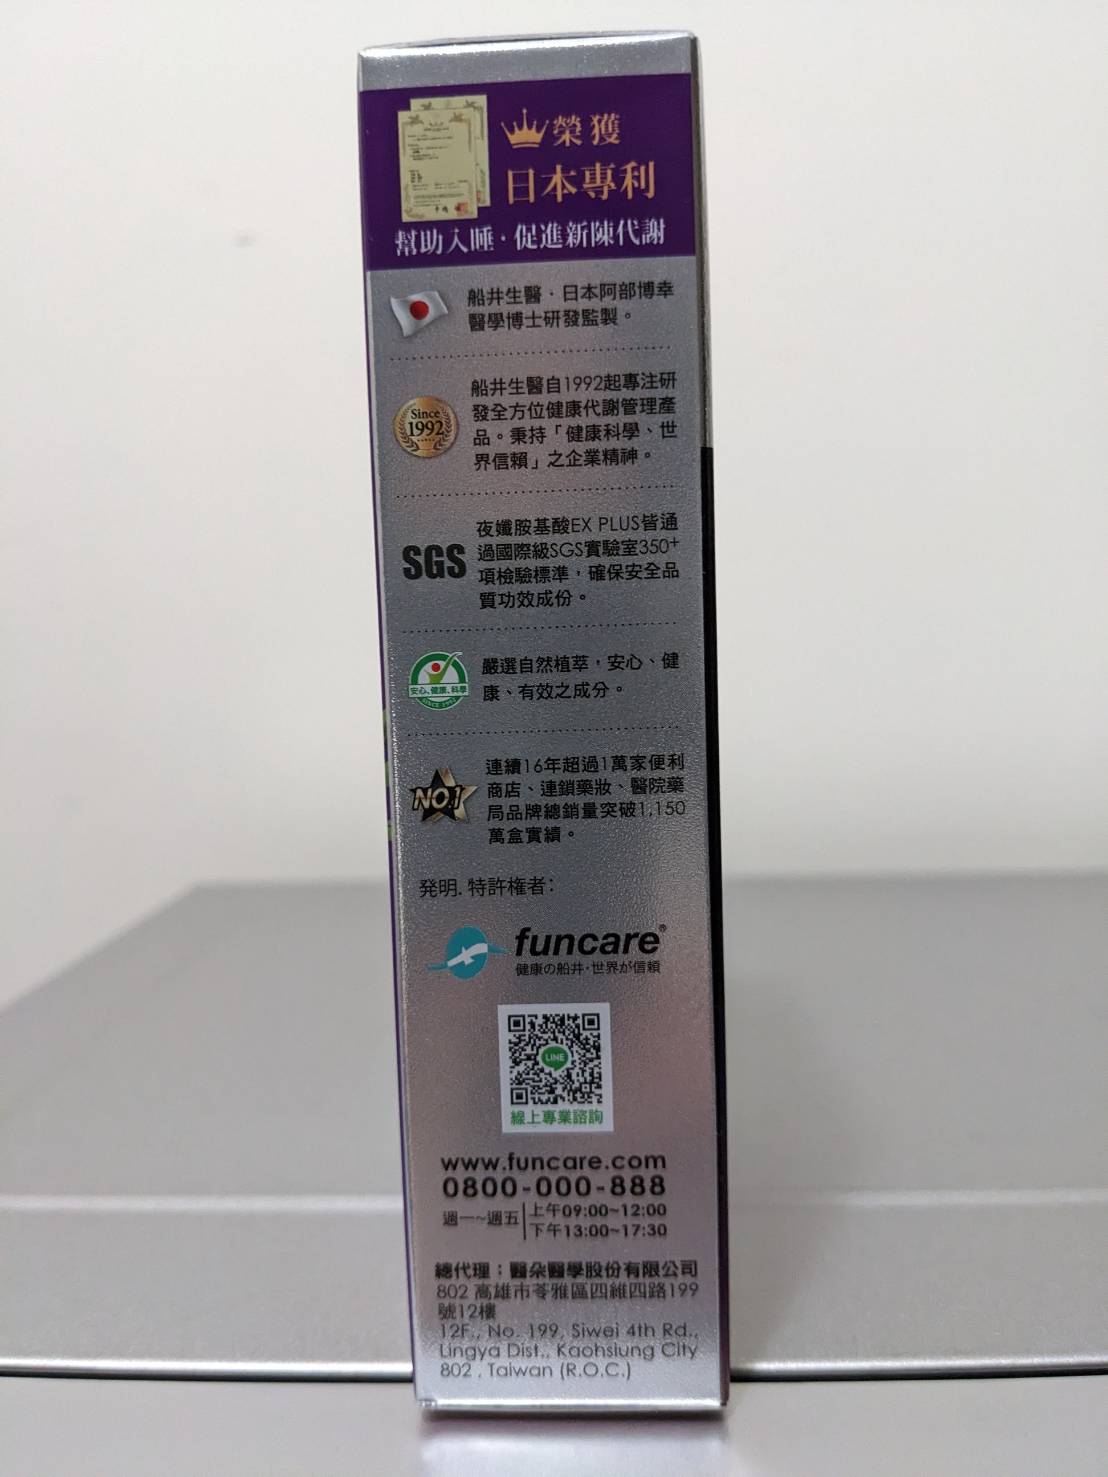 榮獲
日本專利
幫助入睡·促進新陳代謝
船井生醫·日本阿部博幸
醫學博士研發監製。
Since
1992
船井生醫自1992起專注研
發全方位健康代謝管理產
品。秉持「健康科學、世
界信賴」之企業精神。
SGS
夜孅胺基酸EX PLUS皆通
過國際級SGS實驗室350+
項檢驗標準，確保安全品
質功效成份。
安心、健康、科學
SINCE 1992
嚴選自然植萃，安心、健
康、有效之成分。
NO.1
連續16年超過1萬家便利
商店、連鎖藥妝、醫院藥
局品牌總銷量突破1,150
萬盒實績。
発明. 特許権者：
funcare®
健康の船井·世界が信頼
LINE
線上專業諮詢
www.funcare.com
0800-000-888
週一~週五
上午09:00~12:00
下午13:00~17:30
總代理：醫朵醫學股份有限公司
802 高雄市苓雅區四維四路199
號12樓
12F., No. 199, Siwei 4th Rd.,
Lingya Dist., Kaohsiung City
802 , Taiwan (R.O.C.)